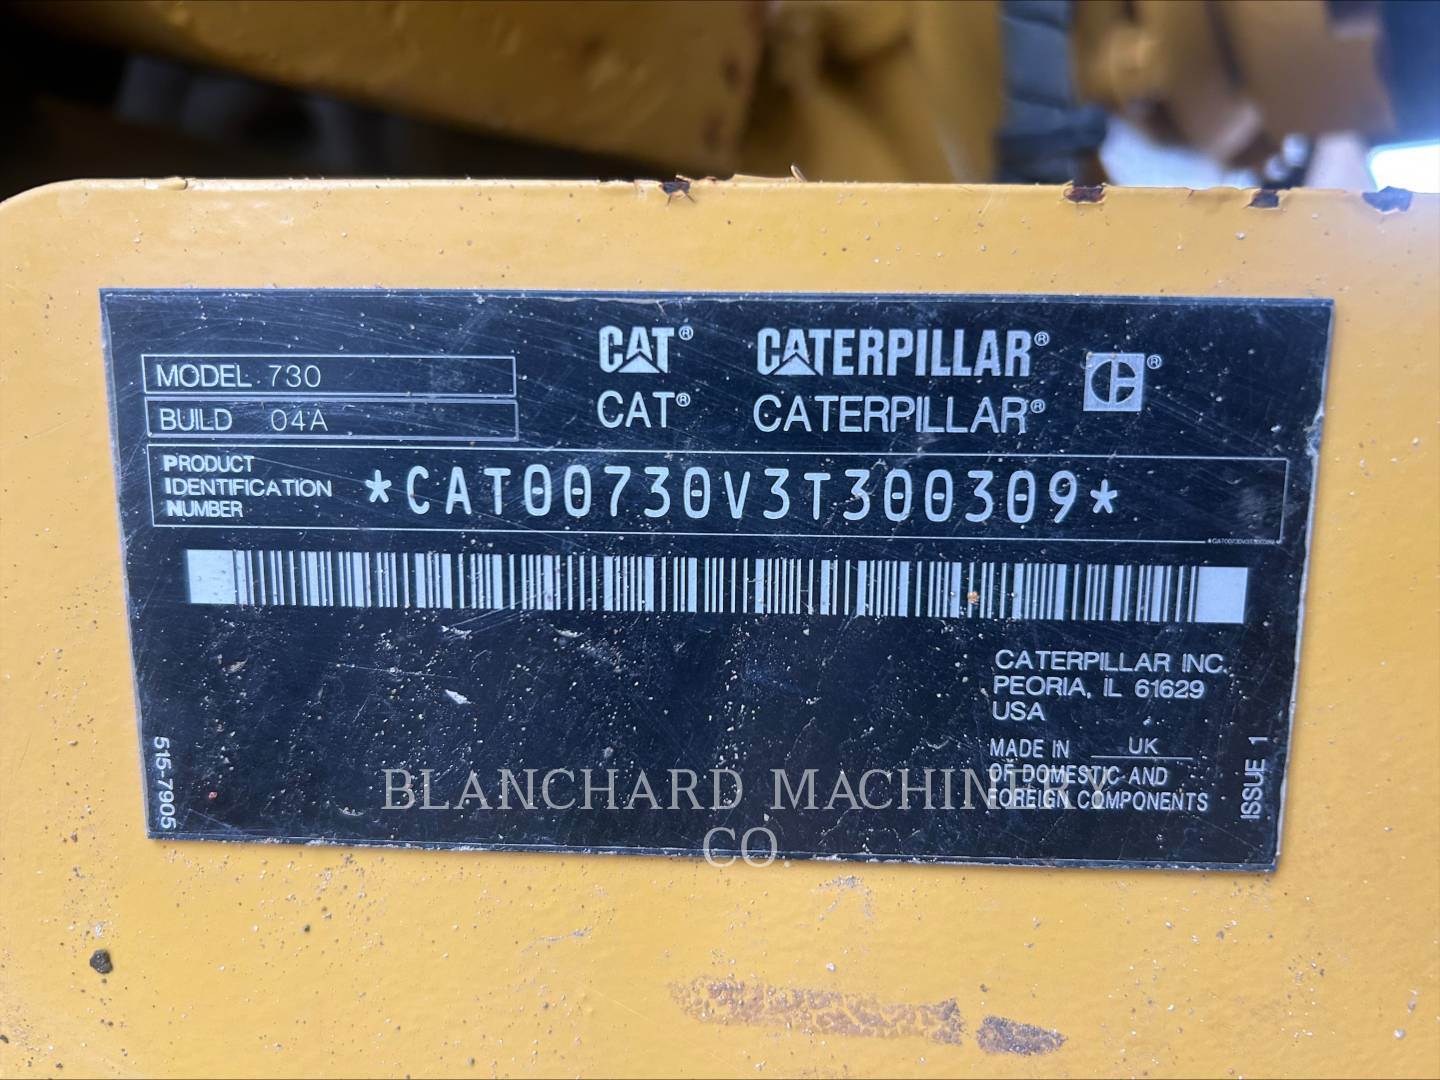 CAT® CATERPILLAR® C®
CAT® CATERPILLAR®
MODEL 730
BUILD 04A
PRODUCT
IDENTIFICATION
NUMBER
*CAT00730V3T300309*
*CAT00730V3T300309*
CATERPILLAR INC.
PEORIA, IL 61629
USA
MADE IN UK
OF DOMESTIC AND
FOREIGN COMPONENTS
515-7905
ISSUE 1
BLANCHARD MACHINERY
CO.